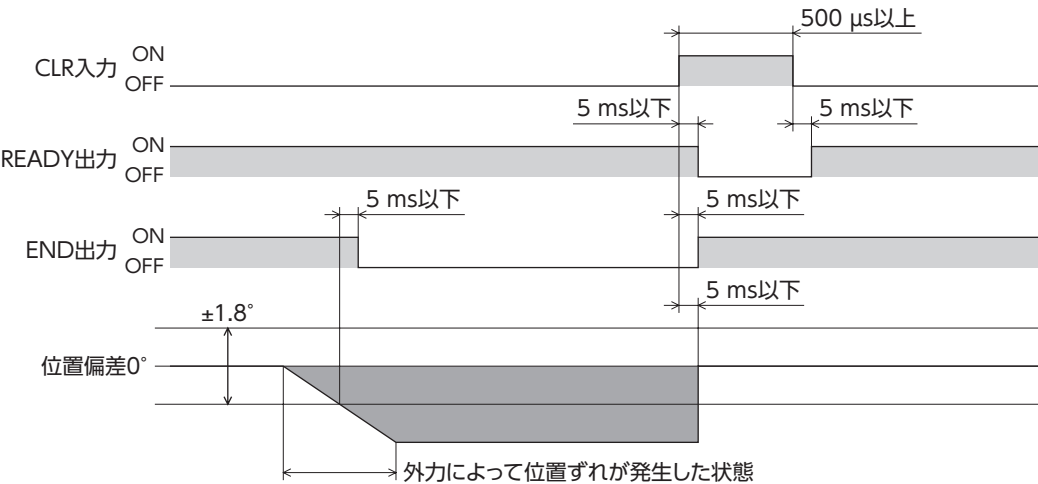 500 µs以上
CLR入力 ON
OFF
5 ms以下 5 ms以下
READY出力 ON
OFF
5 ms以下 5 ms以下
END出力 ON
OFF
5 ms以下
±1.8°
位置偏差0°
外力によって位置ずれが発生した状態